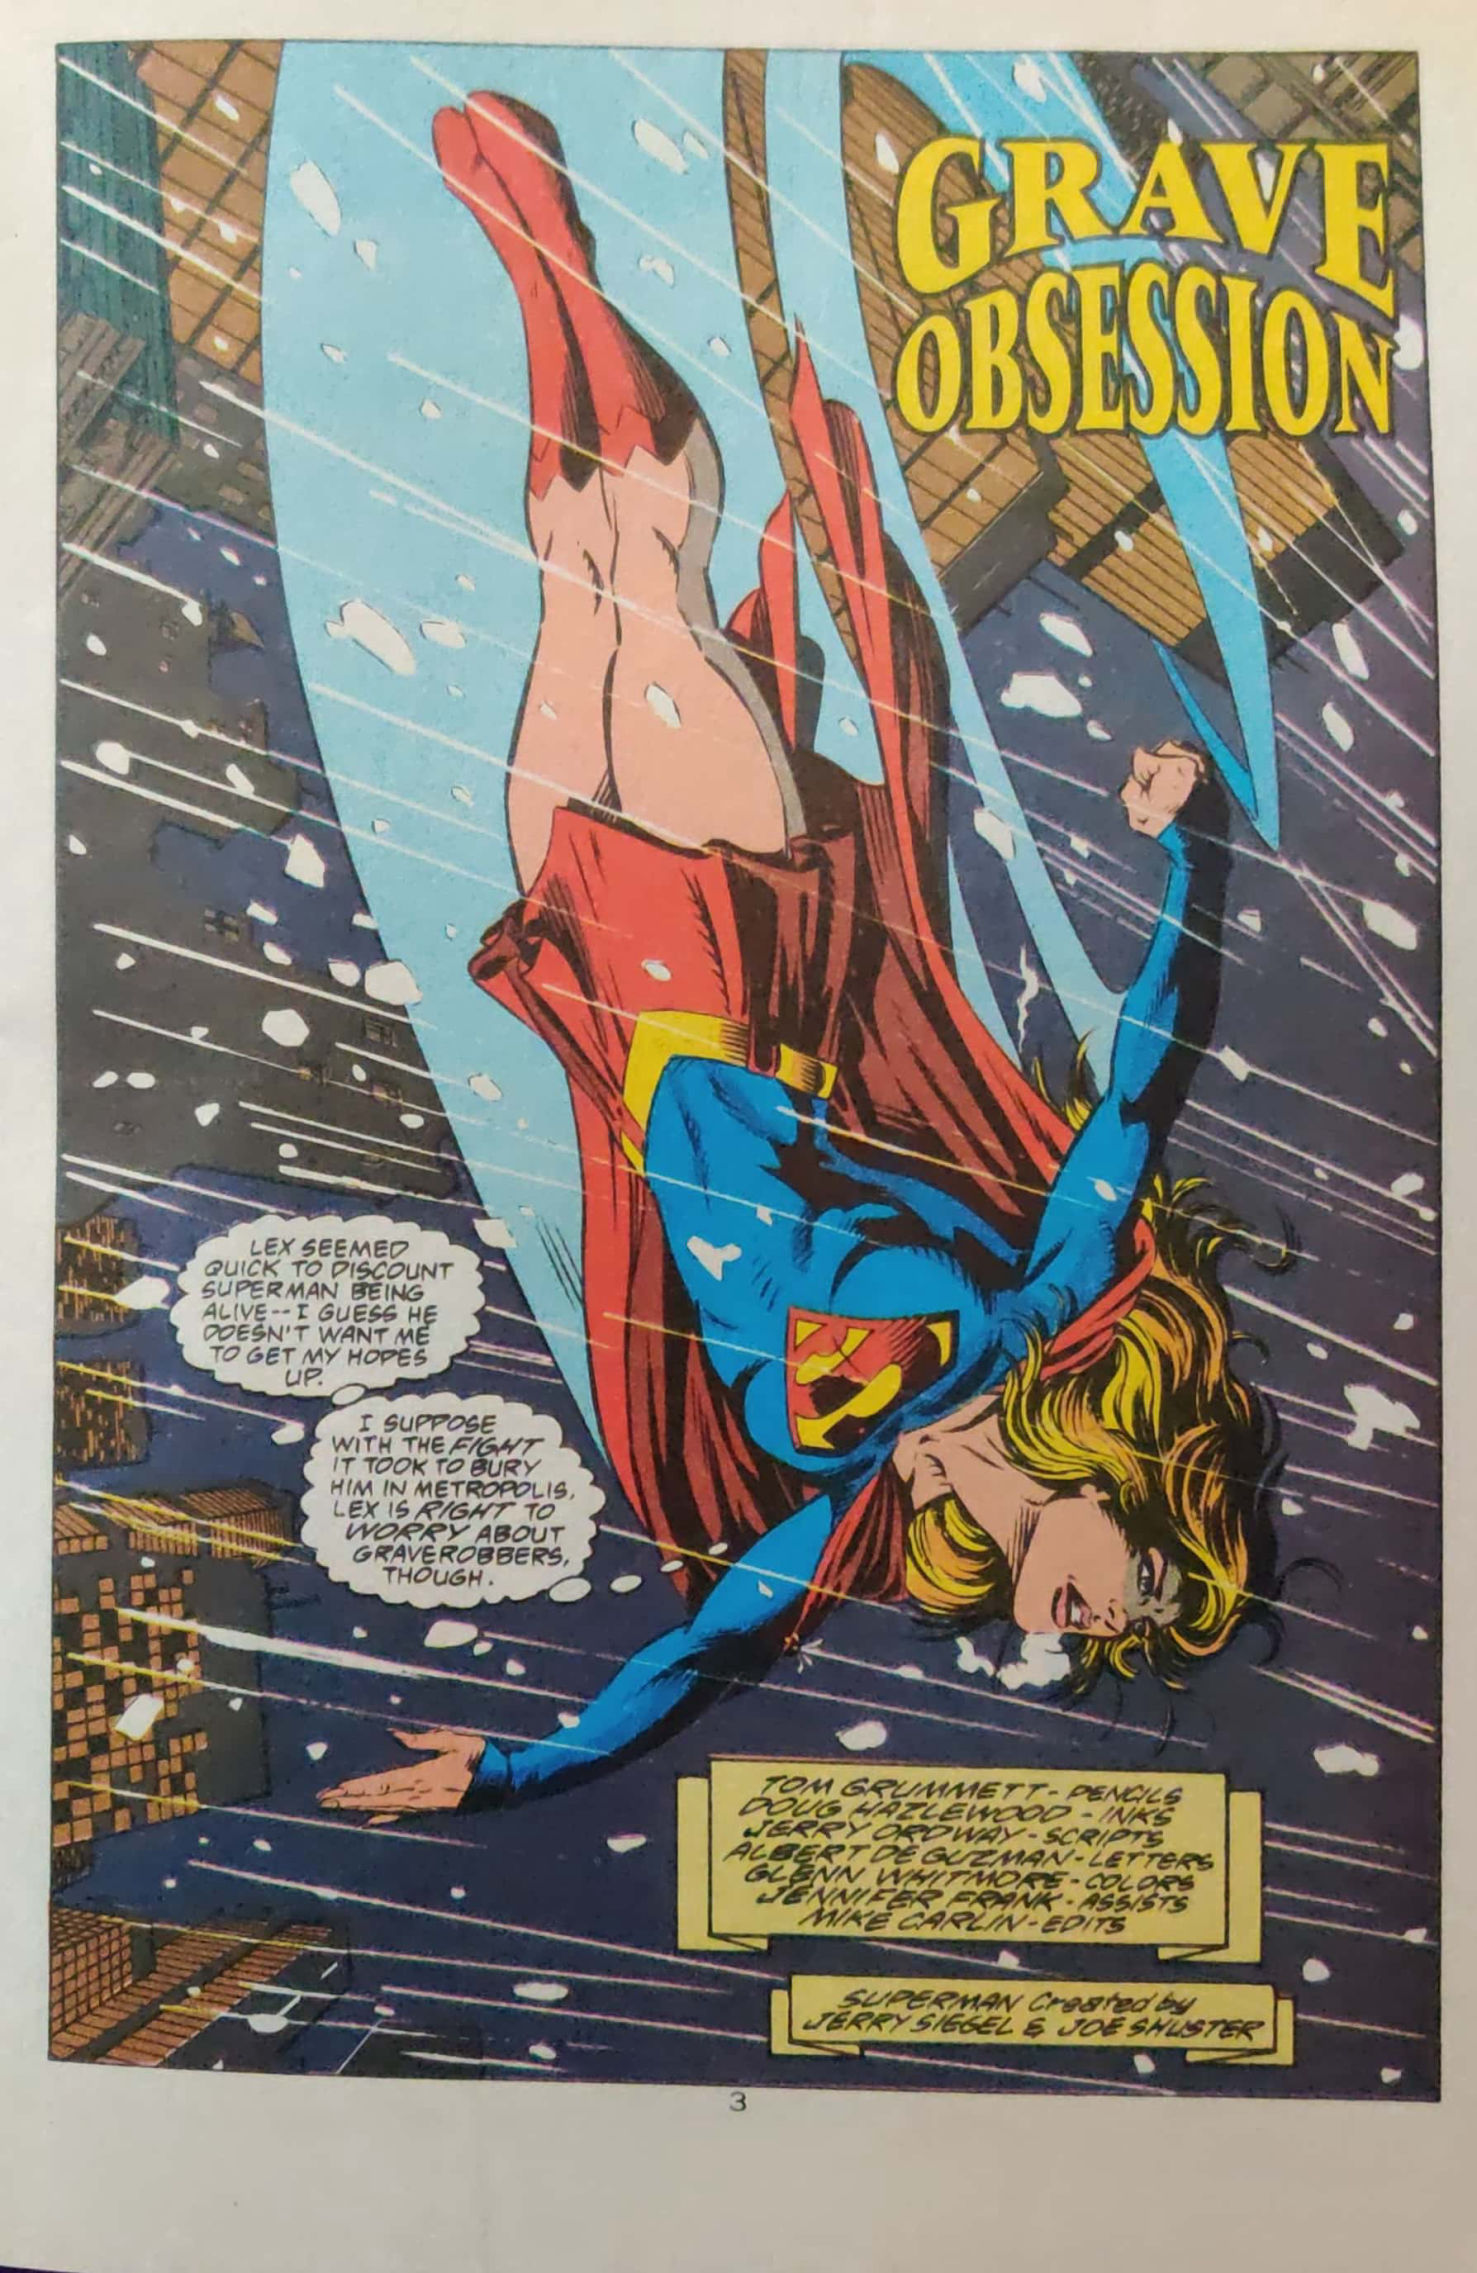 GRAVE
OBSESSION
LEX SEEMED
QUICK TO DISCOUNT
SUPERMAN BEING
ALIVE--I GUESS HE
DOESN'T WANT ME
TO GET MY HOPES
UP.
I SUPPOSE
WITH THE FIGHT
IT TOOK TO BURY
HIM IN METROPOLIS,
LEX IS RIGHT TO
WORRY ABOUT
GRAVEROBBERS,
THOUGH.
TOM GRUMMETT - PENCILS
DOUG HAZLEWOOD - INKS
JERRY ORDWAY - SCRIPTS
ALBERT DE GUZMAN - LETTERS
GLENN WHITMORE - COLORS
JENNIFER FRANK - ASSISTS
MIKE CARLIN - EDITS
SUPERMAN Created by
JERRY SIEGEL & JOE SHUSTER
3